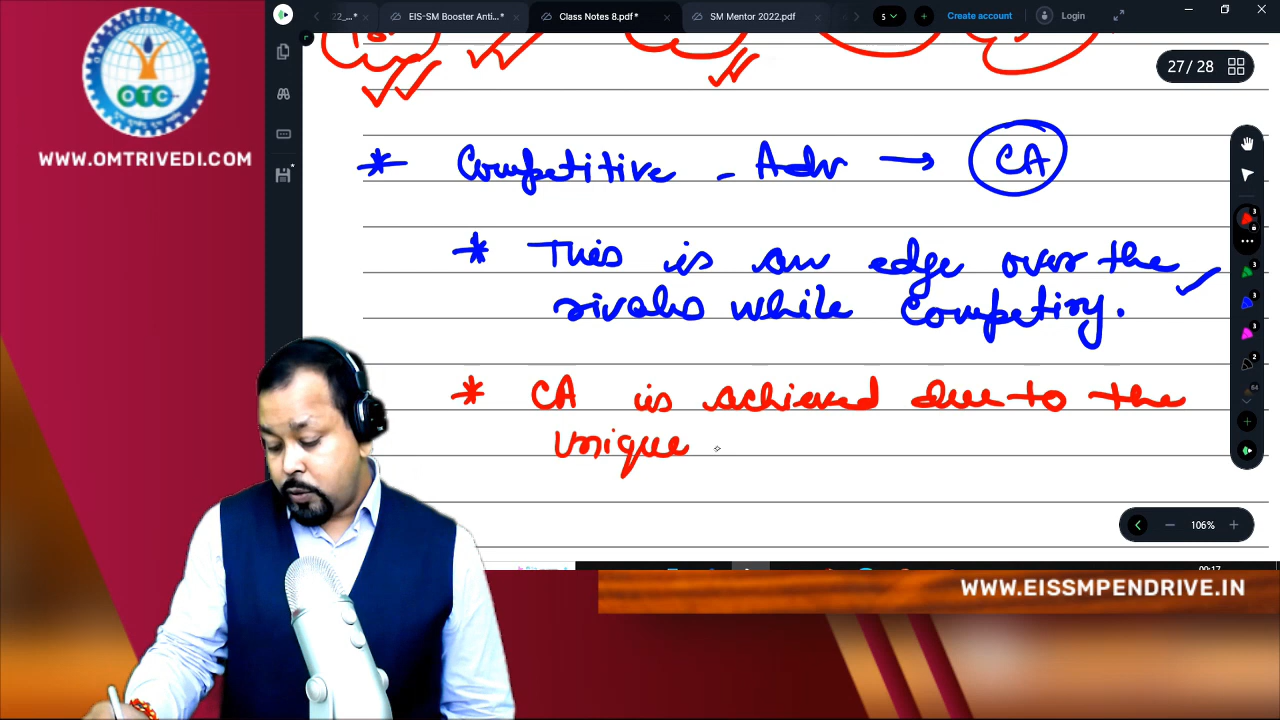 22_...*
EIS-SM Booster Anti...*
Class Notes 8.pdf*
SM Mentor 2022.pdf
5
Create account
Login
OTC
WWW.OMTRIVEDI.COM
27 / 28
* Competitive - Adv → CA
* This is an edge over the
rivals while Competing.
* CA is achieved due to the
unique
106%
WWW.EISSMPENDRIVE.IN